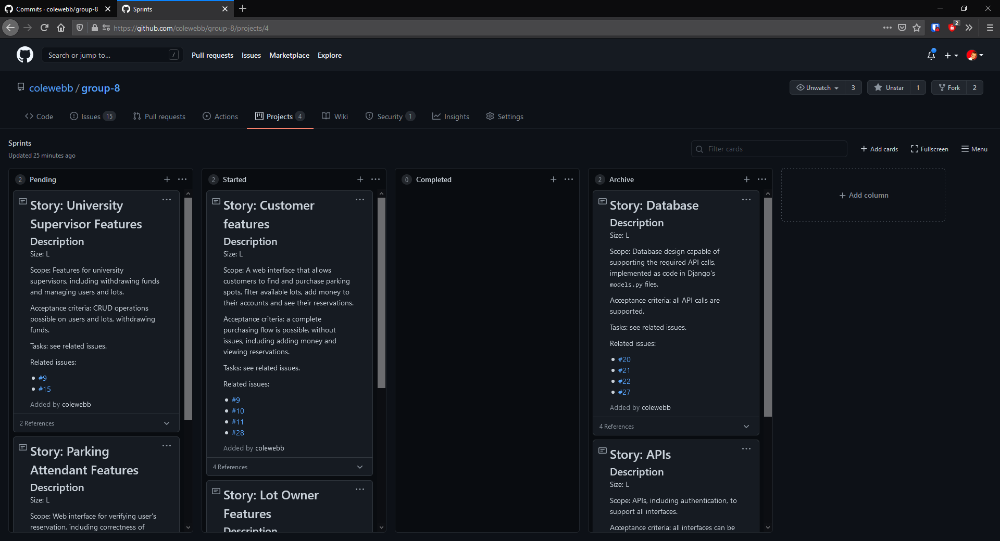 Commits · colewebb/group-8
Sprints
https://github.com/colewebb/group-8/projects/4
2
Search or jump to...
/
Pull requests
Issues
Marketplace
Explore
colewebb / group-8
Unwatch 3
Unstar 1
Fork 2
Code
Issues 15
Pull requests
Actions
Projects 4
Wiki
Security 1
Insights
Settings
Sprints
Updated 25 minutes ago
Filter cards
Add cards
Fullscreen
Menu
2 Pending
Story: University
Supervisor Features
Description
Size: L
Scope: Features for university
supervisors, including withdrawing funds
and managing users and lots.
Acceptance criteria: CRUD operations
possible on users and lots, withdrawing
funds.
Tasks: see related issues.
Related issues:
#9
#15
Added by colewebb
2 References
Story: Parking
Attendant Features
Description
Size: L
Scope: Web interface for verifying user's
reservation, including correctness of
2 Started
Story: Customer
features
Description
Size: L
Scope: A web interface that allows
customers to find and purchase parking
spots, filter available lots, add money to
their accounts and see their reservations.
Acceptance criteria: a complete
purchasing flow is possible, without
issues, including adding money and
viewing reservations.
Tasks: see related issues.
Related issues:
#9
#10
#11
#28
Added by colewebb
4 References
Story: Lot Owner
Features
Description
0 Completed
2 Archive
Story: Database
Description
Size: L
Scope: Database design capable of
supporting the required API calls,
implemented as code in Django's
models.py files.
Acceptance criteria: all API calls are
supported.
Tasks: see related issues.
Related issues:
#20
#21
#22
#27
Added by colewebb
4 References
Story: APIs
Description
Size: L
Scope: APIs, including authentication, to
support all interfaces.
Acceptance criteria: all interfaces can be
Add column